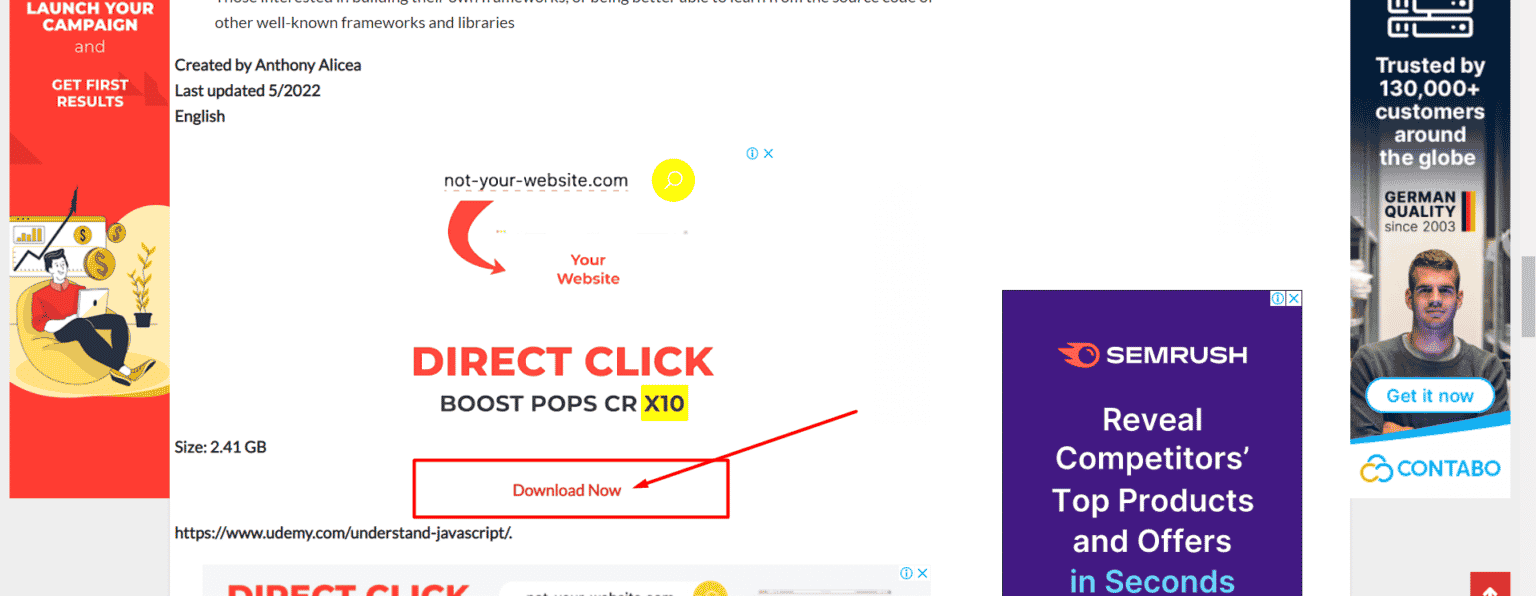 LAUNCH YOUR
CAMPAIGN
and
GET FIRST
RESULTS
other well-known frameworks and libraries
Created by Anthony Alicea
Last updated 5/2022
English
not-your-website.com
Your
Website
DIRECT CLICK
BOOST POPS CR X10
Size: 2.41 GB
Download Now
https://www.udemy.com/understand-javascript/.
DIRECT CLICK
not-your-website.com
SEMRUSH
Reveal
Competitors'
Top Products
and Offers
in Seconds
Trusted by
130,000+
customers
around
the globe
GERMAN
QUALITY
since 2003
Get it now
CONTABO